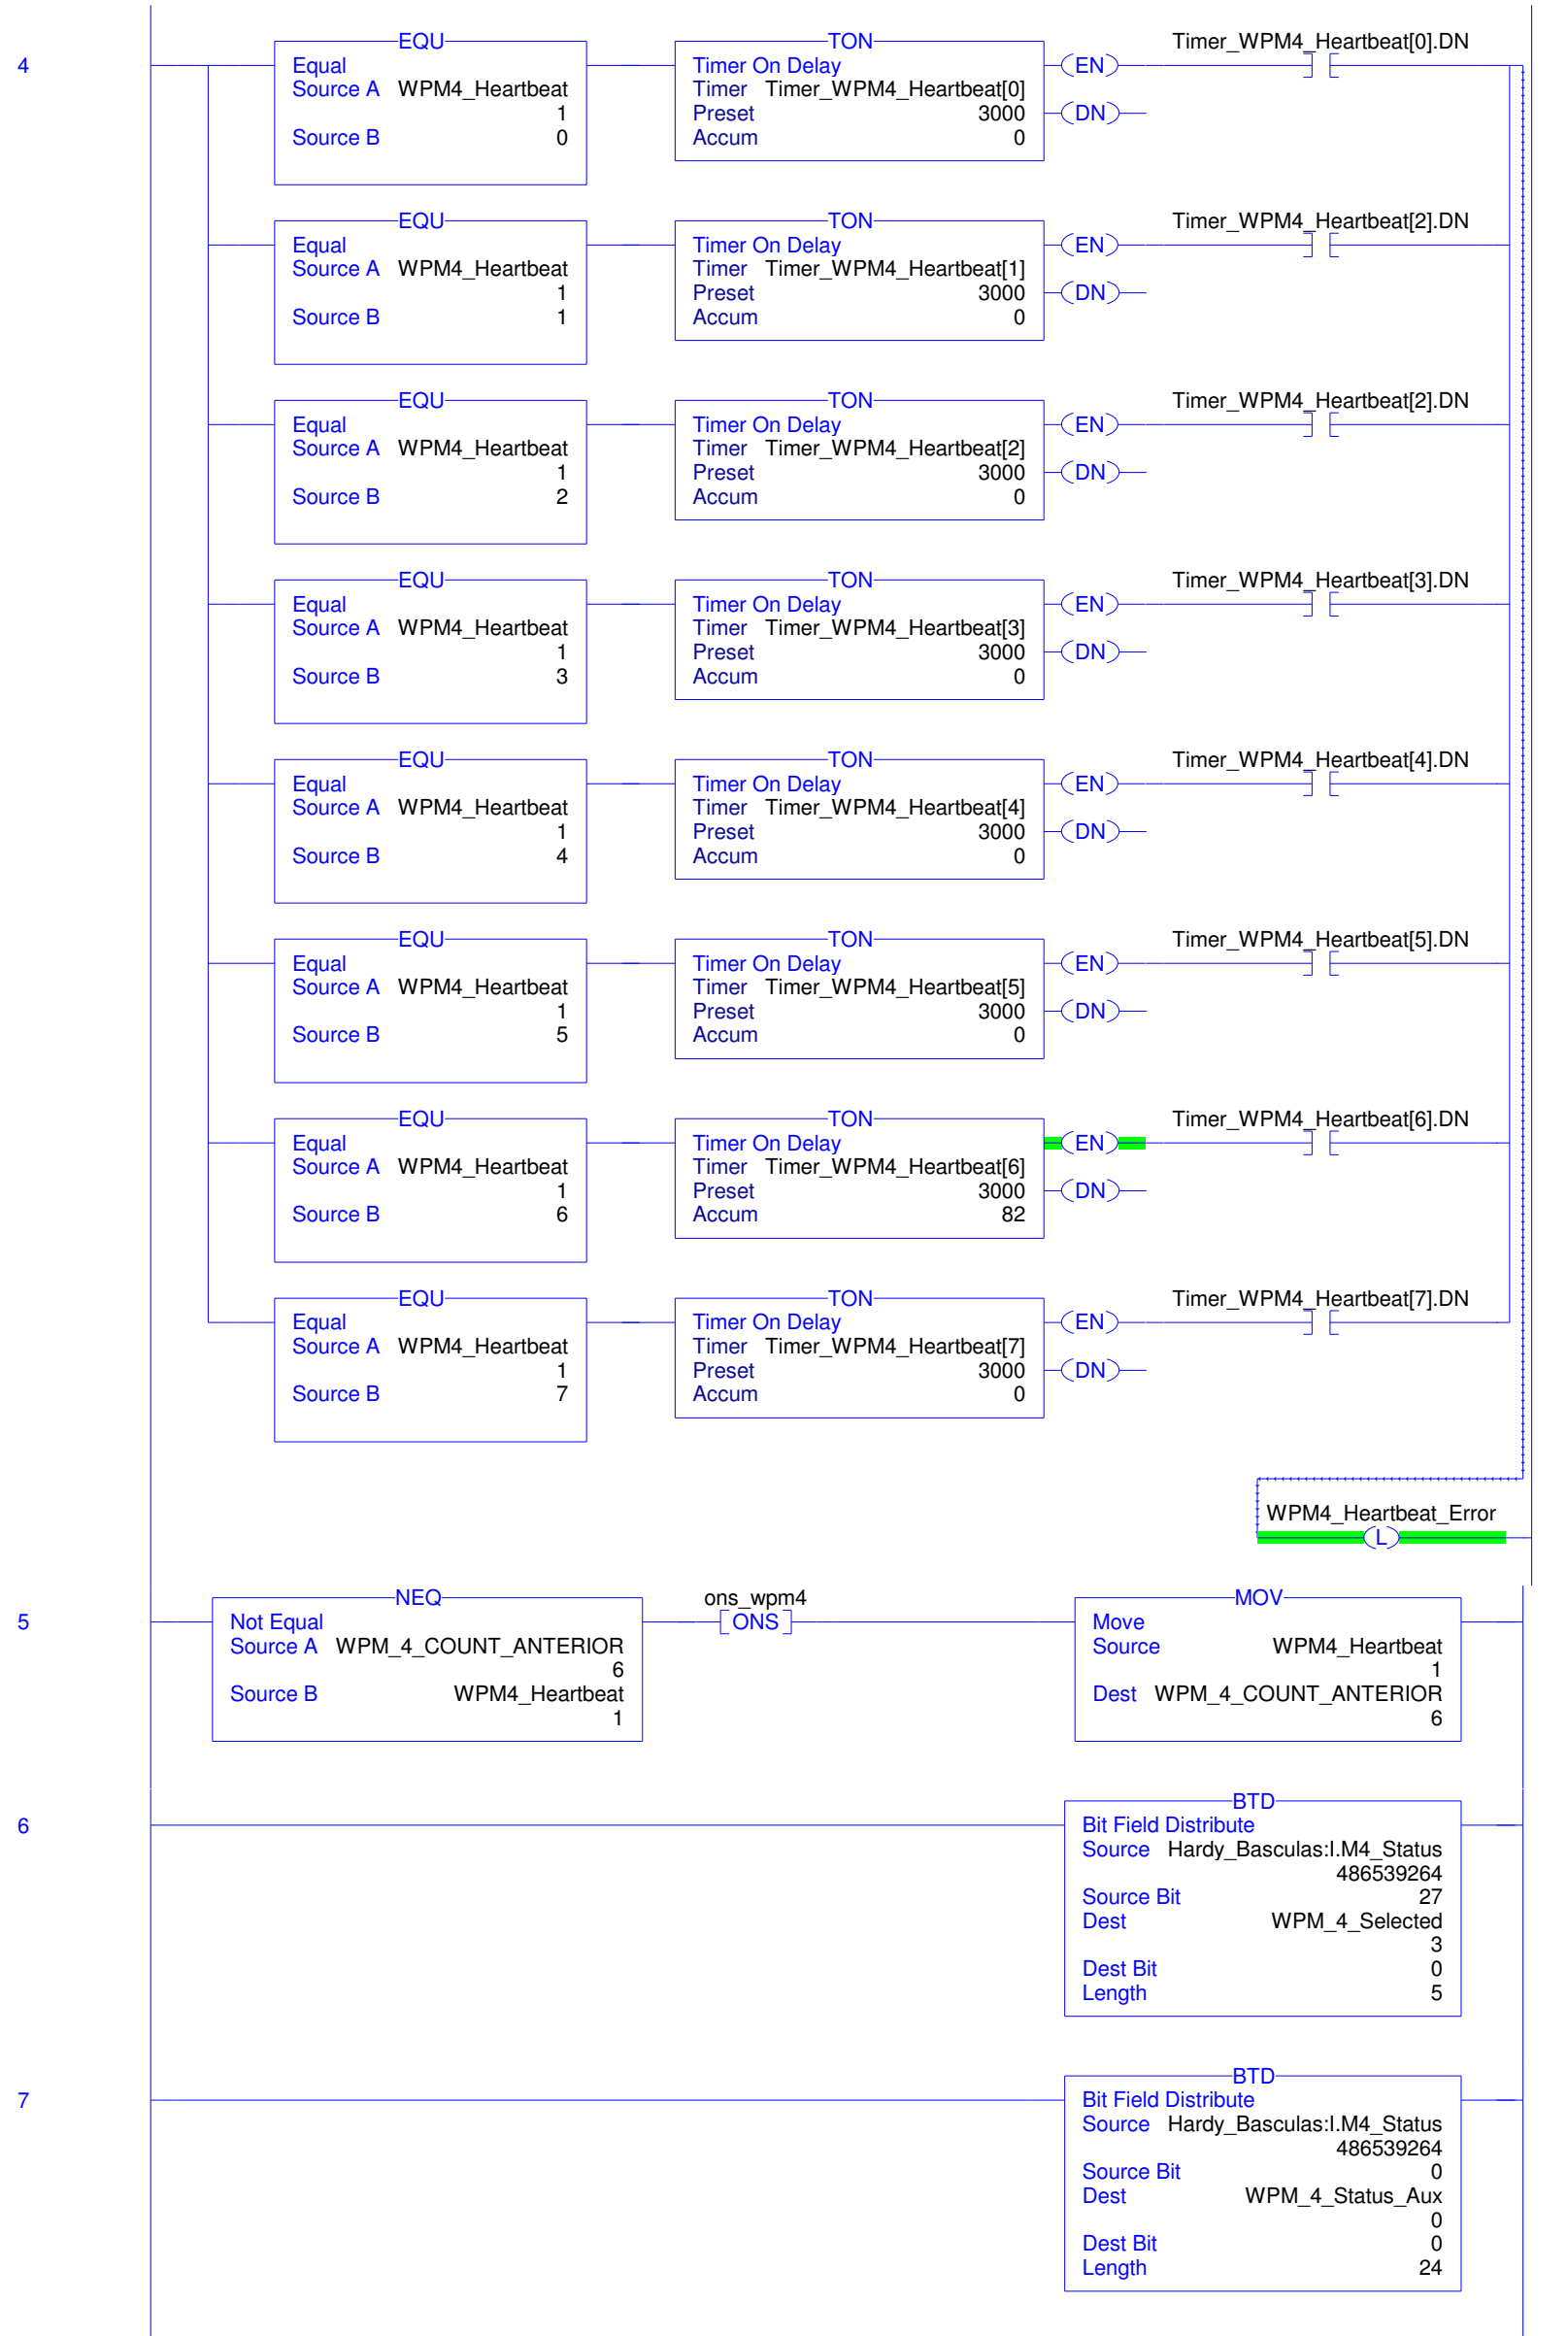 4
EQU
Equal
Source A WPM4_Heartbeat
1
Source B 0
TON
Timer On Delay
Timer Timer_WPM4_Heartbeat[0]
Preset 3000
Accum 0
EN
DN
Timer_WPM4_Heartbeat[0].DN
EQU
Equal
Source A WPM4_Heartbeat
1
Source B 1
TON
Timer On Delay
Timer Timer_WPM4_Heartbeat[1]
Preset 3000
Accum 0
EN
DN
Timer_WPM4_Heartbeat[2].DN
EQU
Equal
Source A WPM4_Heartbeat
1
Source B 2
TON
Timer On Delay
Timer Timer_WPM4_Heartbeat[2]
Preset 3000
Accum 0
EN
DN
Timer_WPM4_Heartbeat[2].DN
EQU
Equal
Source A WPM4_Heartbeat
1
Source B 3
TON
Timer On Delay
Timer Timer_WPM4_Heartbeat[3]
Preset 3000
Accum 0
EN
DN
Timer_WPM4_Heartbeat[3].DN
EQU
Equal
Source A WPM4_Heartbeat
1
Source B 4
TON
Timer On Delay
Timer Timer_WPM4_Heartbeat[4]
Preset 3000
Accum 0
EN
DN
Timer_WPM4_Heartbeat[4].DN
EQU
Equal
Source A WPM4_Heartbeat
1
Source B 5
TON
Timer On Delay
Timer Timer_WPM4_Heartbeat[5]
Preset 3000
Accum 0
EN
DN
Timer_WPM4_Heartbeat[5].DN
EQU
Equal
Source A WPM4_Heartbeat
1
Source B 6
TON
Timer On Delay
Timer Timer_WPM4_Heartbeat[6]
Preset 3000
Accum 82
EN
DN
Timer_WPM4_Heartbeat[6].DN
EQU
Equal
Source A WPM4_Heartbeat
1
Source B 7
TON
Timer On Delay
Timer Timer_WPM4_Heartbeat[7]
Preset 3000
Accum 0
EN
DN
Timer_WPM4_Heartbeat[7].DN
WPM4_Heartbeat_Error
L
5
NEQ
Not Equal
Source A WPM_4_COUNT_ANTERIOR
6
Source B WPM4_Heartbeat
1
ons_wpm4
ONS
MOV
Move
Source WPM4_Heartbeat
1
Dest WPM_4_COUNT_ANTERIOR
6
6
BTD
Bit Field Distribute
Source Hardy_Basculas:I.M4_Status
486539264
Source Bit 27
Dest WPM_4_Selected
3
Dest Bit 0
Length 5
7
BTD
Bit Field Distribute
Source Hardy_Basculas:I.M4_Status
486539264
Source Bit 0
Dest WPM_4_Status_Aux
0
Dest Bit 0
Length 24